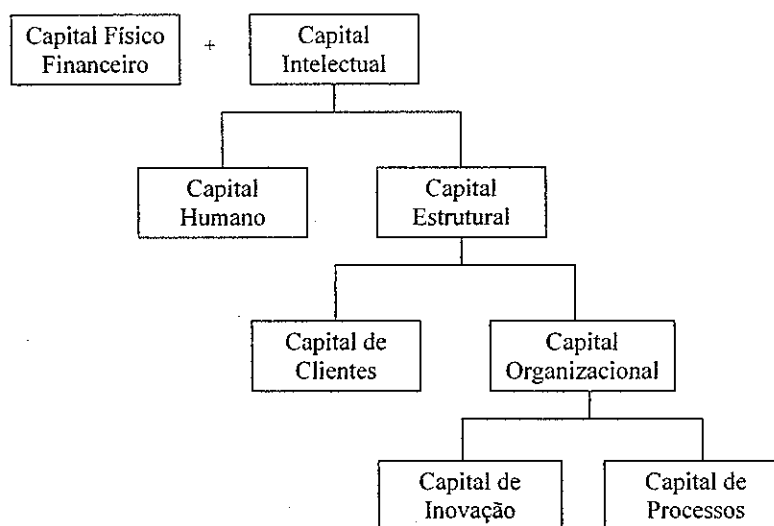 Capital Físico
Financeiro
+
Capital
Intelectual
Capital
Humano
Capital
Estrutural
Capital de
Clientes
Capital
Organizacional
Capital de
Inovação
Capital de
Processos